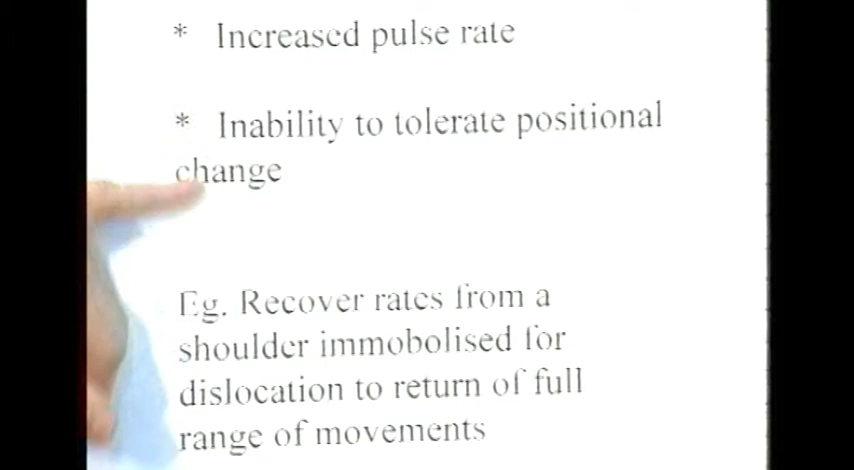 * Increased pulse rate
* Inability to tolerate positional
change
Eg. Recover rates from a
shoulder immobolised for
dislocation to return of full
range of movements